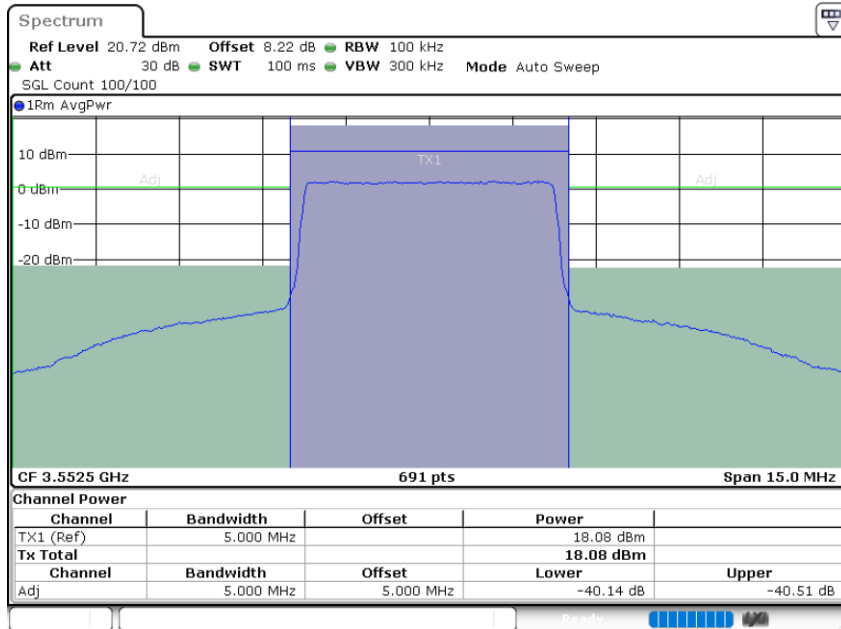 Spectrum
Ref Level 20.72 dBm Offset 8.22 dB RBW 100 kHz
Att 30 dB SWT 100 ms VBW 300 kHz Mode Auto Sweep
SGL Count 100/100
1Rm AvgPwr
10 dBm
TX1
Adj Adj
0 dBm
-10 dBm
-20 dBm
CF 3.5525 GHz 691 pts Span 15.0 MHz
Channel Power
Channel Bandwidth Offset Power
TX1 (Ref) 5.000 MHz 18.08 dBm
Tx Total 18.08 dBm
Channel Bandwidth Offset Lower Upper
Adj 5.000 MHz 5.000 MHz -40.14 dB -40.51 dB
Ready